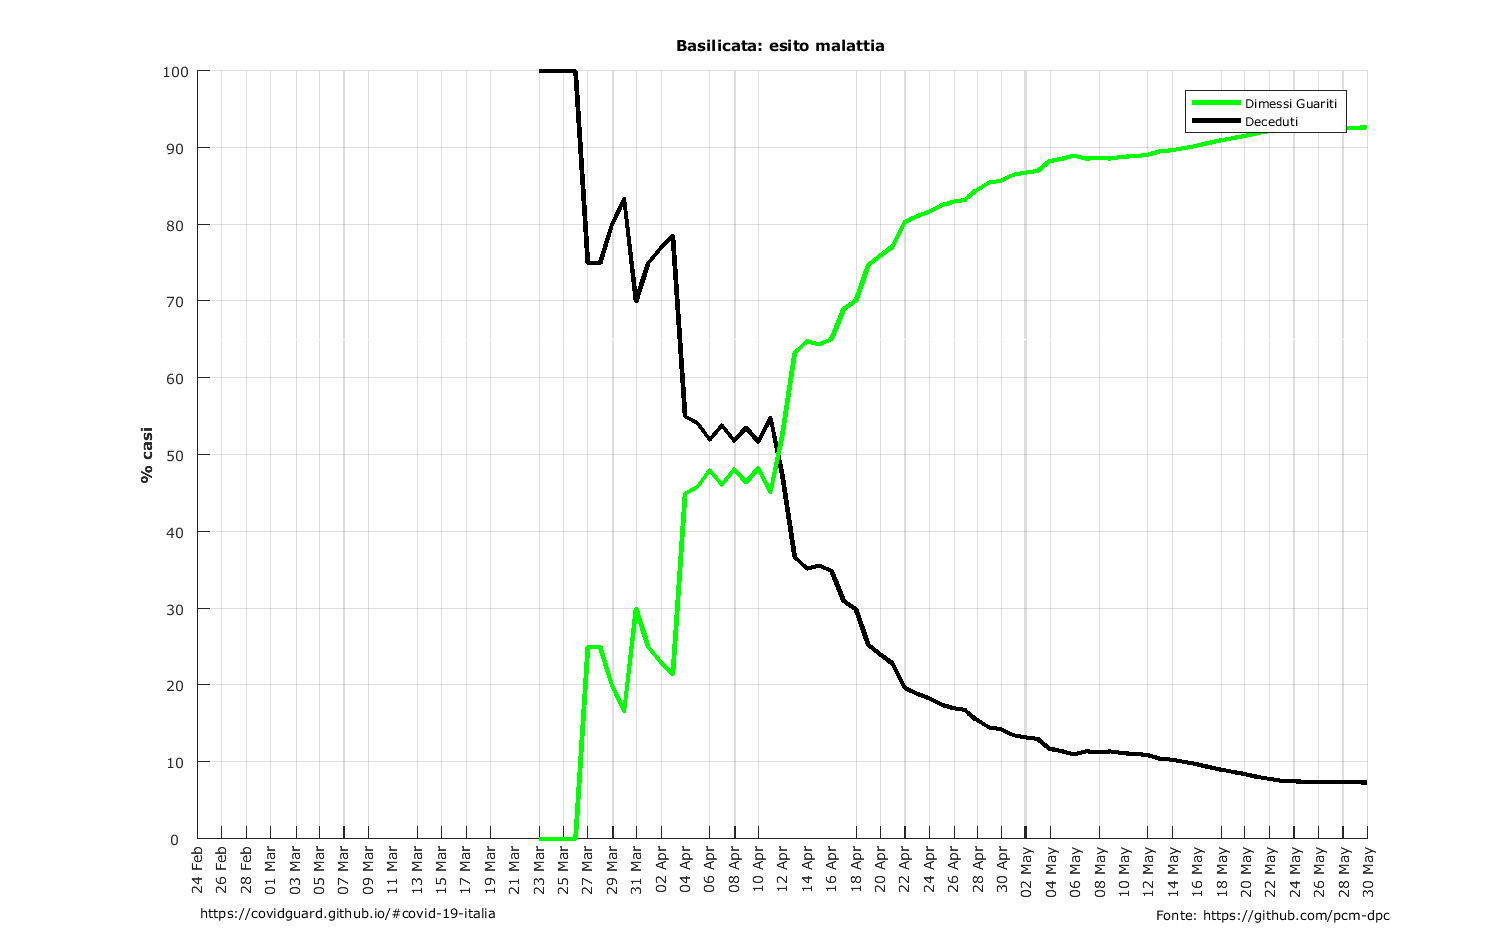 Basilicata: esito malattia
Dimessi Guariti
Deceduti
% casi
100
90
80
70
60
50
40
30
20
10
0
24 Feb
26 Feb
28 Feb
01 Mar
03 Mar
05 Mar
07 Mar
09 Mar
11 Mar
13 Mar
15 Mar
17 Mar
19 Mar
21 Mar
23 Mar
25 Mar
27 Mar
29 Mar
31 Mar
02 Apr
04 Apr
06 Apr
08 Apr
10 Apr
12 Apr
14 Apr
16 Apr
18 Apr
20 Apr
22 Apr
24 Apr
26 Apr
28 Apr
30 Apr
02 May
04 May
06 May
08 May
10 May
12 May
14 May
16 May
18 May
20 May
22 May
24 May
26 May
28 May
30 May
https://covidguard.github.io/#covid-19-italia
Fonte: https://github.com/pcm-dpc